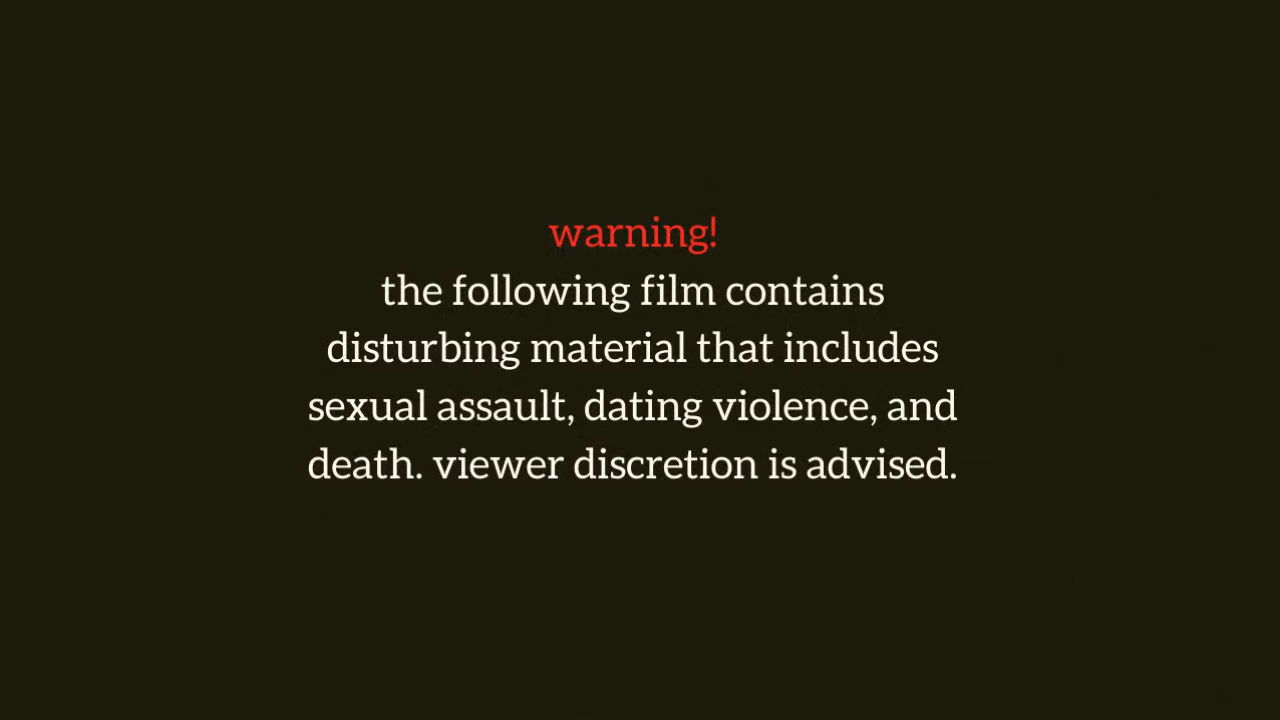 warning!
the following film contains
disturbing material that includes
sexual assault, dating violence, and
death. viewer discretion is advised.